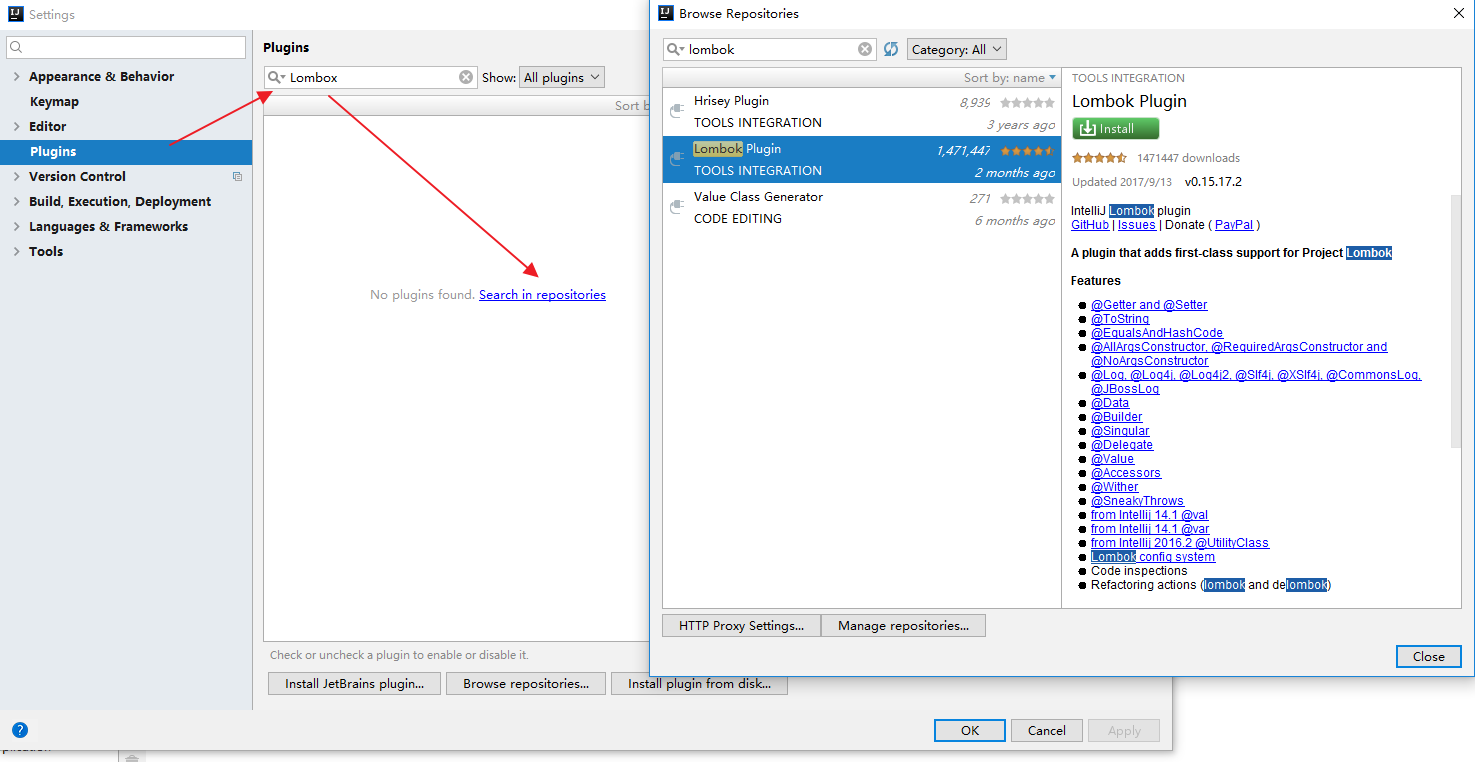 Settings
Appearance & Behavior
Keymap
Editor
Plugins
Version Control
Build, Execution, Deployment
Languages & Frameworks
Tools
Plugins
Lombox
Show:
All plugins
Sort b
No plugins found. Search in repositories
Check or uncheck a plugin to enable or disable it.
Install JetBrains plugin...
Browse repositories...
Install plugin from disk...
?
OK
Cancel
Apply
plication
IJ
Browse Repositories
lombok
Category: All
Sort by: name
Hrisey Plugin
8,939
TOOLS INTEGRATION
3 years ago
Lombok Plugin
1,471,447
TOOLS INTEGRATION
2 months ago
Value Class Generator
271
CODE EDITING
6 months ago
TOOLS INTEGRATION
Lombok Plugin
Install
1471447 downloads
Updated 2017/9/13 v0.15.17.2
IntelliJ Lombok plugin
GitHub | Issues | Donate ( PayPal )
A plugin that adds first-class support for Project Lombok
Features
@Getter and @Setter
@ToString
@EqualsAndHashCode
@AllArgsConstructor, @RequiredArgsConstructor and
@NoArgsConstructor
@Log, @Log4j, @Log4j2, @Slf4j, @XSlf4j, @CommonsLog,
@JBossLog
@Data
@Builder
@Singular
@Delegate
@Value
@Accessors
@Wither
@SneakyThrows
from Intellij 14.1 @val
from Intellij 14.1 @var
from Intellij 2016.2 @UtilityClass
Lombok config system
Code inspections
Refactoring actions (lombok and delombok)
HTTP Proxy Settings...
Manage repositories...
Close